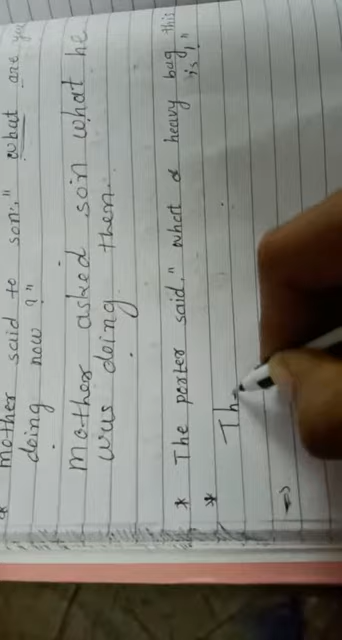 * mother said to son," what are you
doing now ?"
Mother asked son what he
was doing then.
* The porter said," what a heavy bag this
is!"
*
Th
⇒